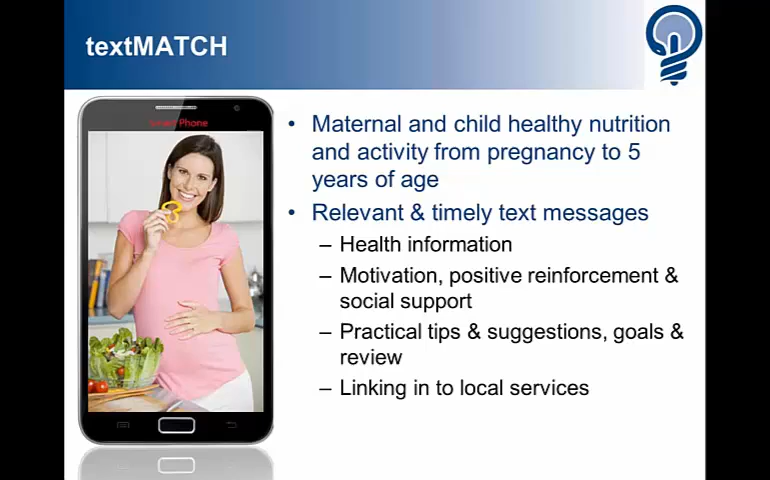 textMATCH
Smart Phone
• Maternal and child healthy nutrition
and activity from pregnancy to 5
years of age
• Relevant & timely text messages
– Health information
– Motivation, positive reinforcement &
social support
– Practical tips & suggestions, goals &
review
– Linking in to local services